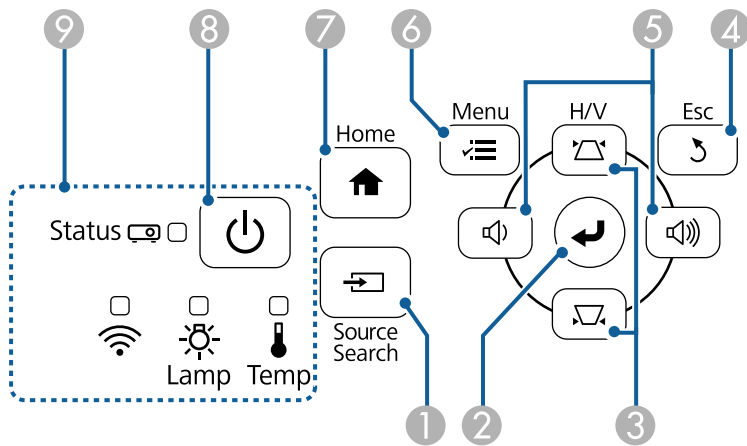 9 8 7 6 5 4
Menu H/V Esc
Home
Status
Source
Search
Lamp Temp
1 2 3